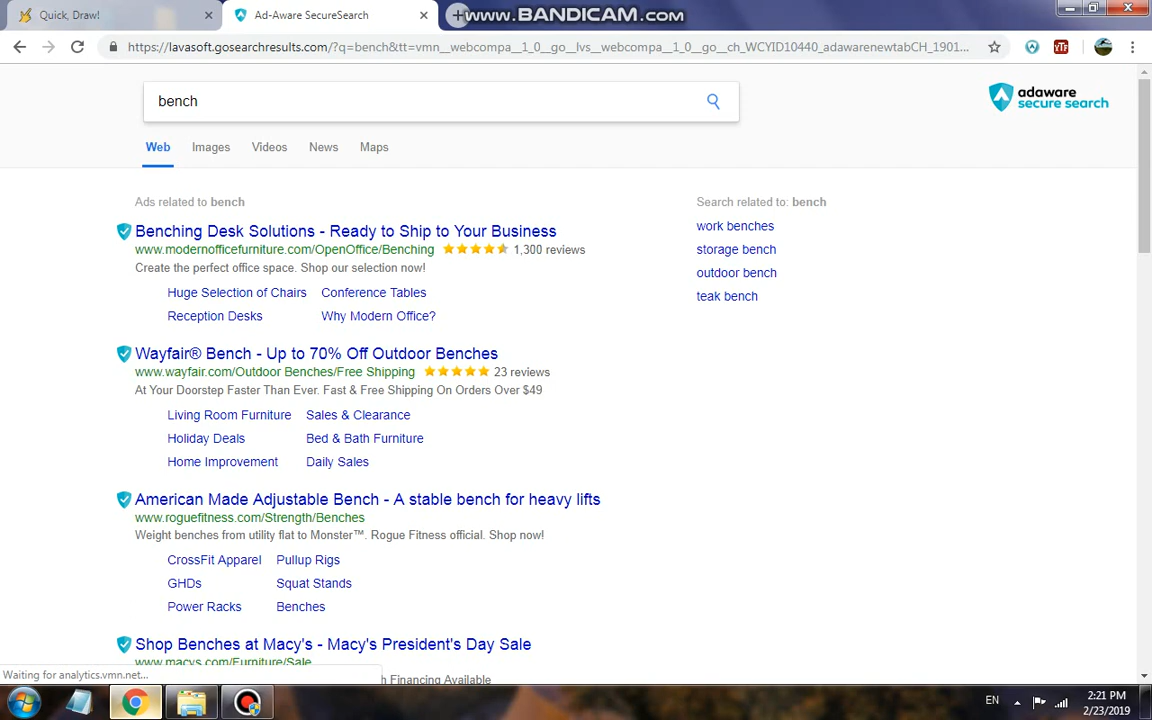 Quick, Draw!
Ad-Aware SecureSearch
www.BANDICAM.com
https://lavasoft.gosearchresults.com/?q=bench&tt=vmn__webcompa__1_0__go__lvs__webcompa__1_0__go__ch_WCYID10440_adawarenewtabCH_1901...
bench
adaware
secure search
Web Images Videos News Maps
Ads related to bench
Benching Desk Solutions - Ready to Ship to Your Business
www.modernofficefurniture.com/OpenOffice/Benching 1,300 reviews
Create the perfect office space. Shop our selection now!
Huge Selection of Chairs Conference Tables
Reception Desks Why Modern Office?
Wayfair® Bench - Up to 70% Off Outdoor Benches
www.wayfair.com/Outdoor Benches/Free Shipping 23 reviews
At Your Doorstep Faster Than Ever. Fast & Free Shipping On Orders Over $49
Living Room Furniture Sales & Clearance
Holiday Deals Bed & Bath Furniture
Home Improvement Daily Sales
American Made Adjustable Bench - A stable bench for heavy lifts
www.roguefitness.com/Strength/Benches
Weight benches from utility flat to Monster™. Rogue Fitness official. Shop now!
CrossFit Apparel Pullup Rigs
GHDs Squat Stands
Power Racks Benches
Shop Benches at Macy's - Macy's President's Day Sale
www.macys.com/Furniture/Sale
Financing Available
Search related to: bench
work benches
storage bench
outdoor bench
teak bench
Waiting for analytics.vmn.net...
EN
2:21 PM
2/23/2019